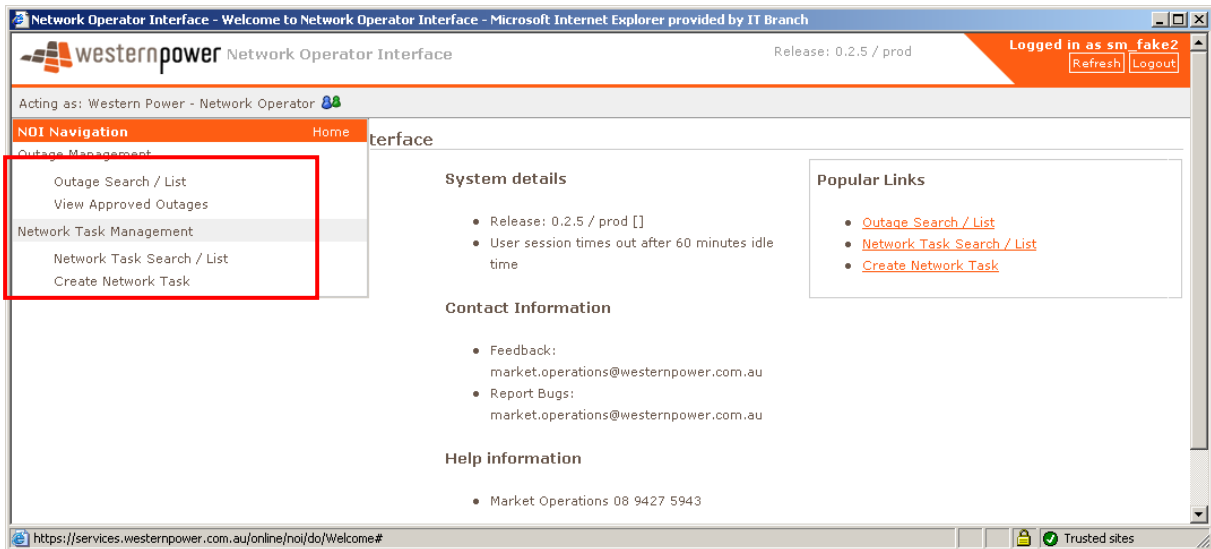 Network Operator Interface - Welcome to Network Operator Interface - Microsoft Internet Explorer provided by IT Branch
westernpower Network Operator Interface
Release: 0.2.5 / prod
Logged in as sm_fake2
Refresh Logout
Acting as: Western Power - Network Operator
NOI Navigation Home
terface
Outage Management
Outage Search / List
View Approved Outages
Network Task Management
Network Task Search / List
Create Network Task
System details
Release: 0.2.5 / prod []
User session times out after 60 minutes idle
time
Contact Information
Feedback:
market.operations@westernpower.com.au
Report Bugs:
market.operations@westernpower.com.au
Help information
Market Operations 08 9427 5943
Popular Links
Outage Search / List
Network Task Search / List
Create Network Task
https://services.westernpower.com.au/online/noi/do/Welcome#
Trusted sites